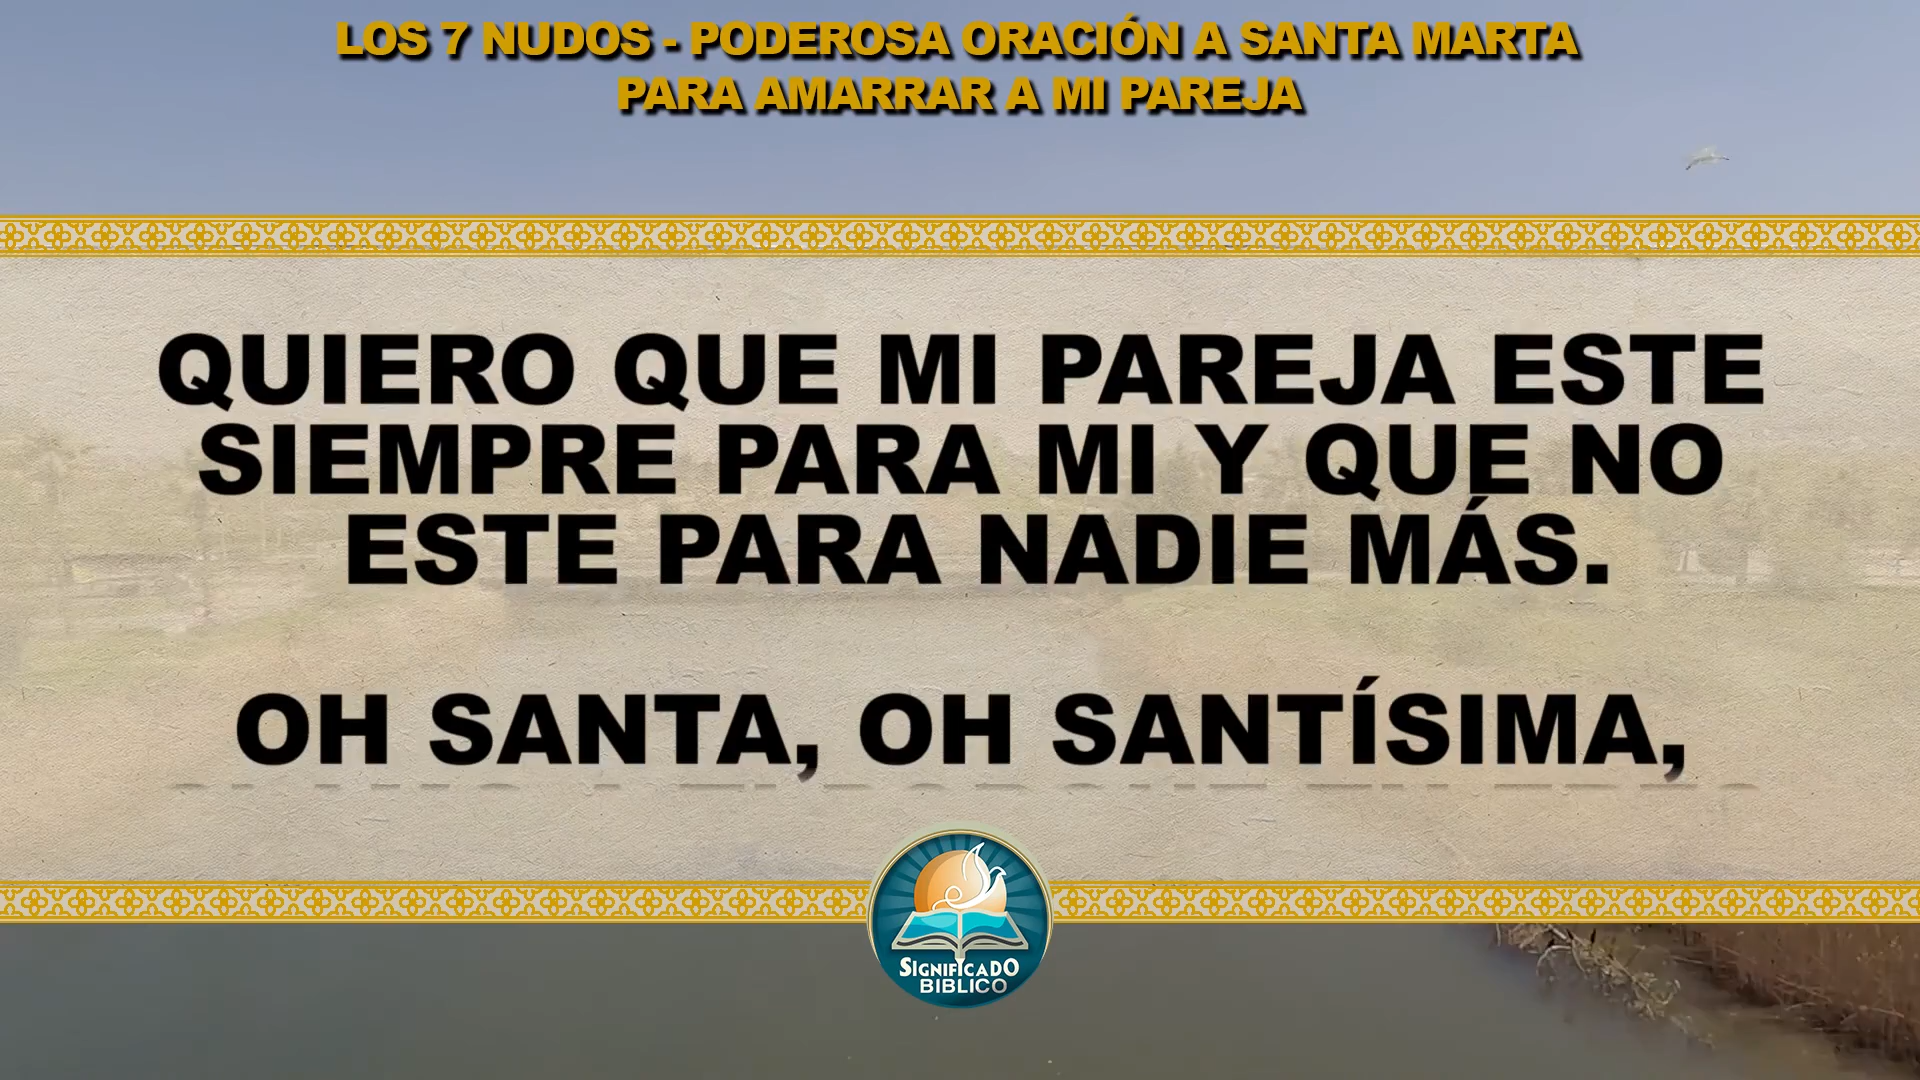 LOS 7 NUDOS - PODEROSA ORACIÓN A SANTA MARTA
PARA AMARRAR A MI PAREJA
QUIERO QUE MI PAREJA ESTE
SIEMPRE PARA MI Y QUE NO
ESTE PARA NADIE MÁS.
OH SANTA, OH SANTÍSIMA,
SIGNIFICADO
BIBLICO